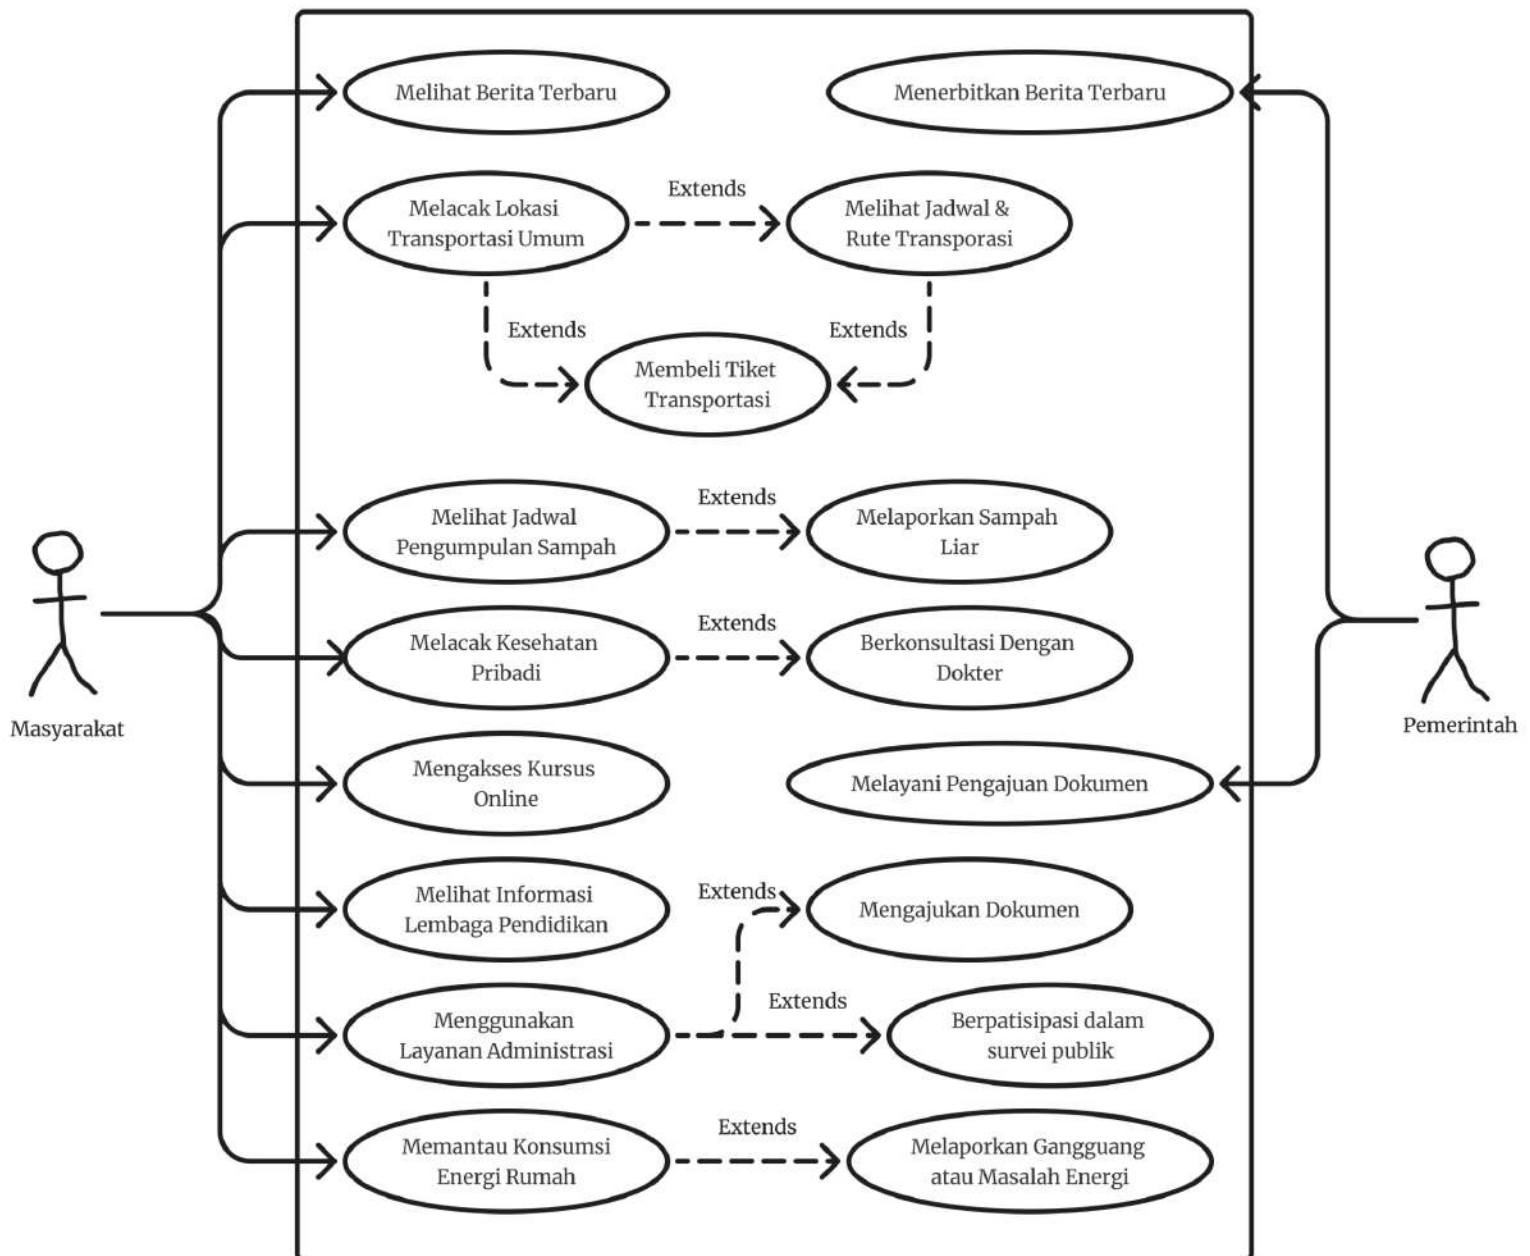 Melihat Berita Terbaru
Menerbitkan Berita Terbaru
Melacak Lokasi
Transportasi Umum
Extends
Melihat Jadwal &
Rute Transporasi
Extends
Extends
Membeli Tiket
Transportasi
Melihat Jadwal
Pengumpulan Sampah
Extends
Melaporkan Sampah
Liar
Melacak Kesehatan
Pribadi
Extends
Berkonsultasi Dengan
Dokter
Masyarakat
Pemerintah
Mengakses Kursus
Online
Melayani Pengajuan Dokumen
Melihat Informasi
Lembaga Pendidikan
Extends
Mengajukan Dokumen
Menggunakan
Layanan Administrasi
Extends
Berpatisipasi dalam
survei publik
Memantau Konsumsi
Energi Rumah
Extends
Melaporkan Gangguang
atau Masalah Energi